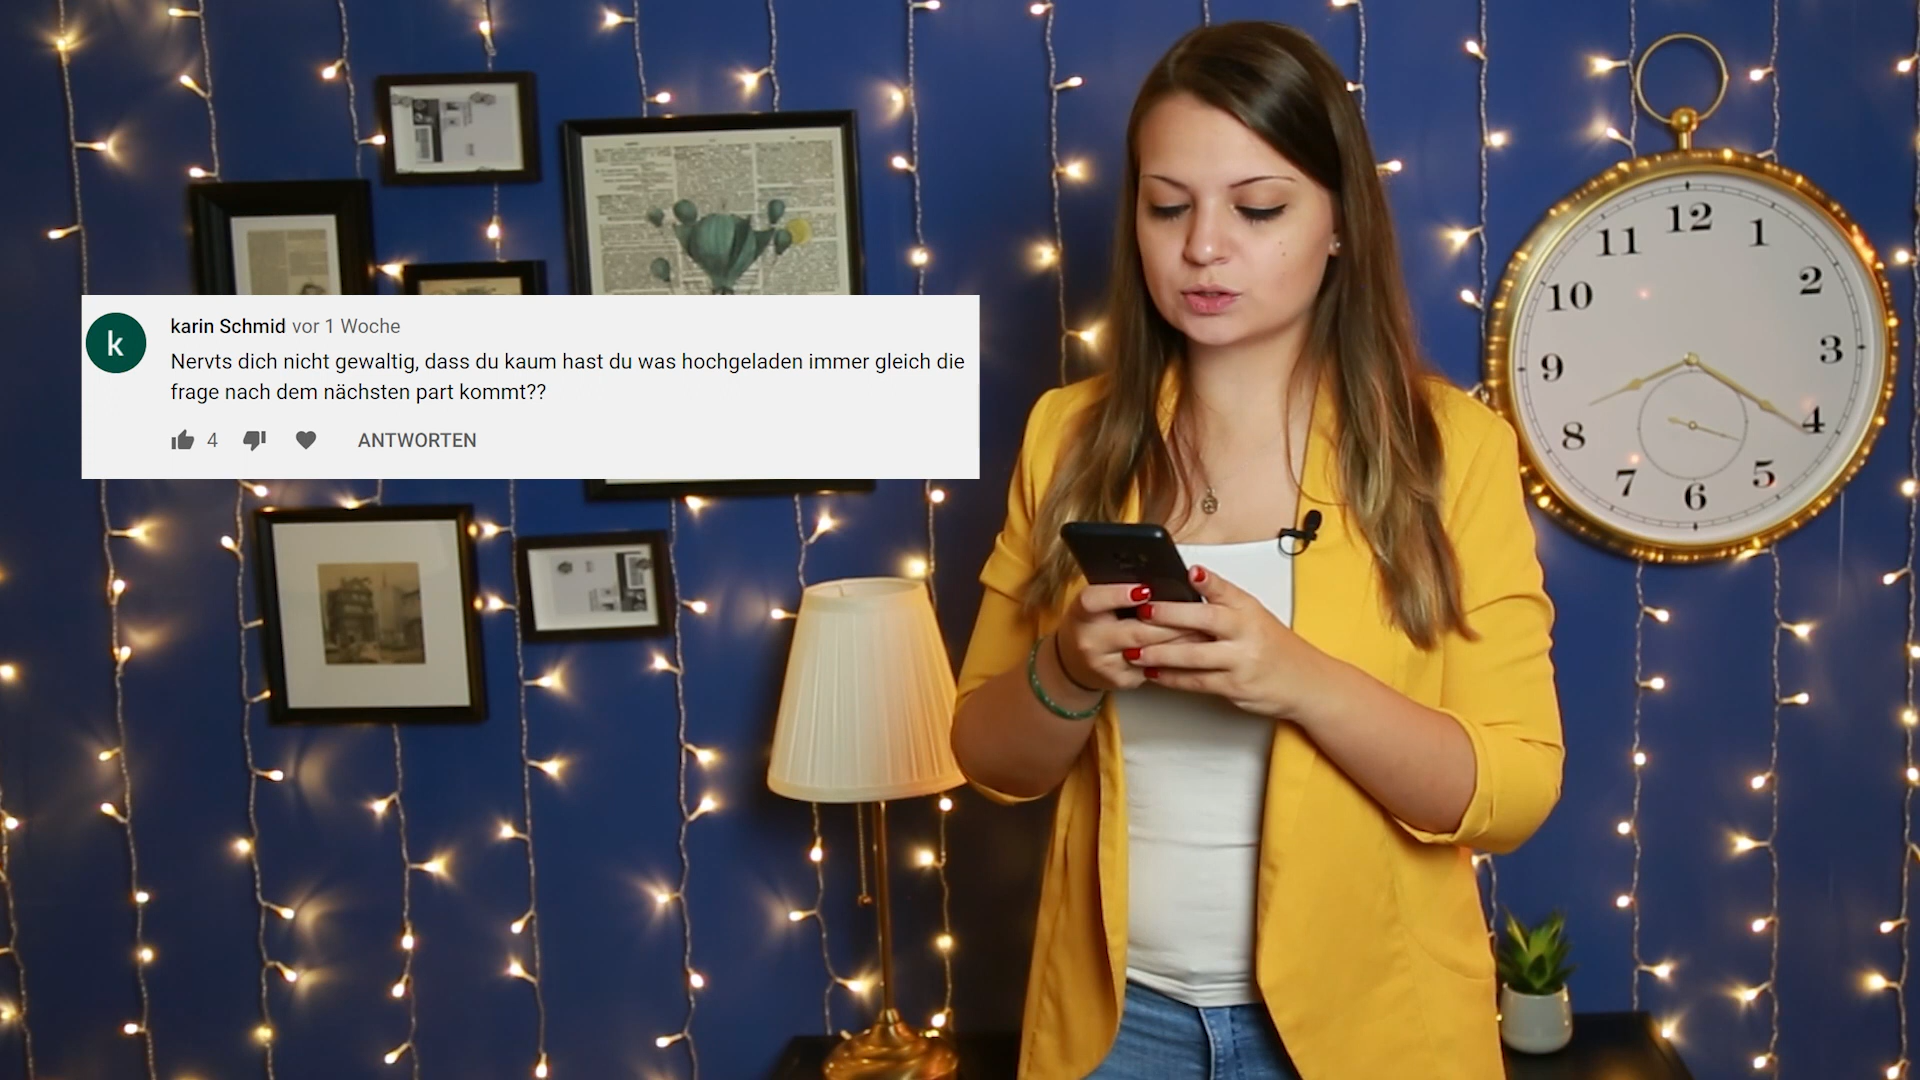 k
karin Schmid vor 1 Woche
Nervts dich nicht gewaltig, dass du kaum hast du was hochgeladen immer gleich die
frage nach dem nächsten part kommt??
4
ANTWORTEN
12
1
2
3
4
5
6
7
8
9
10
11